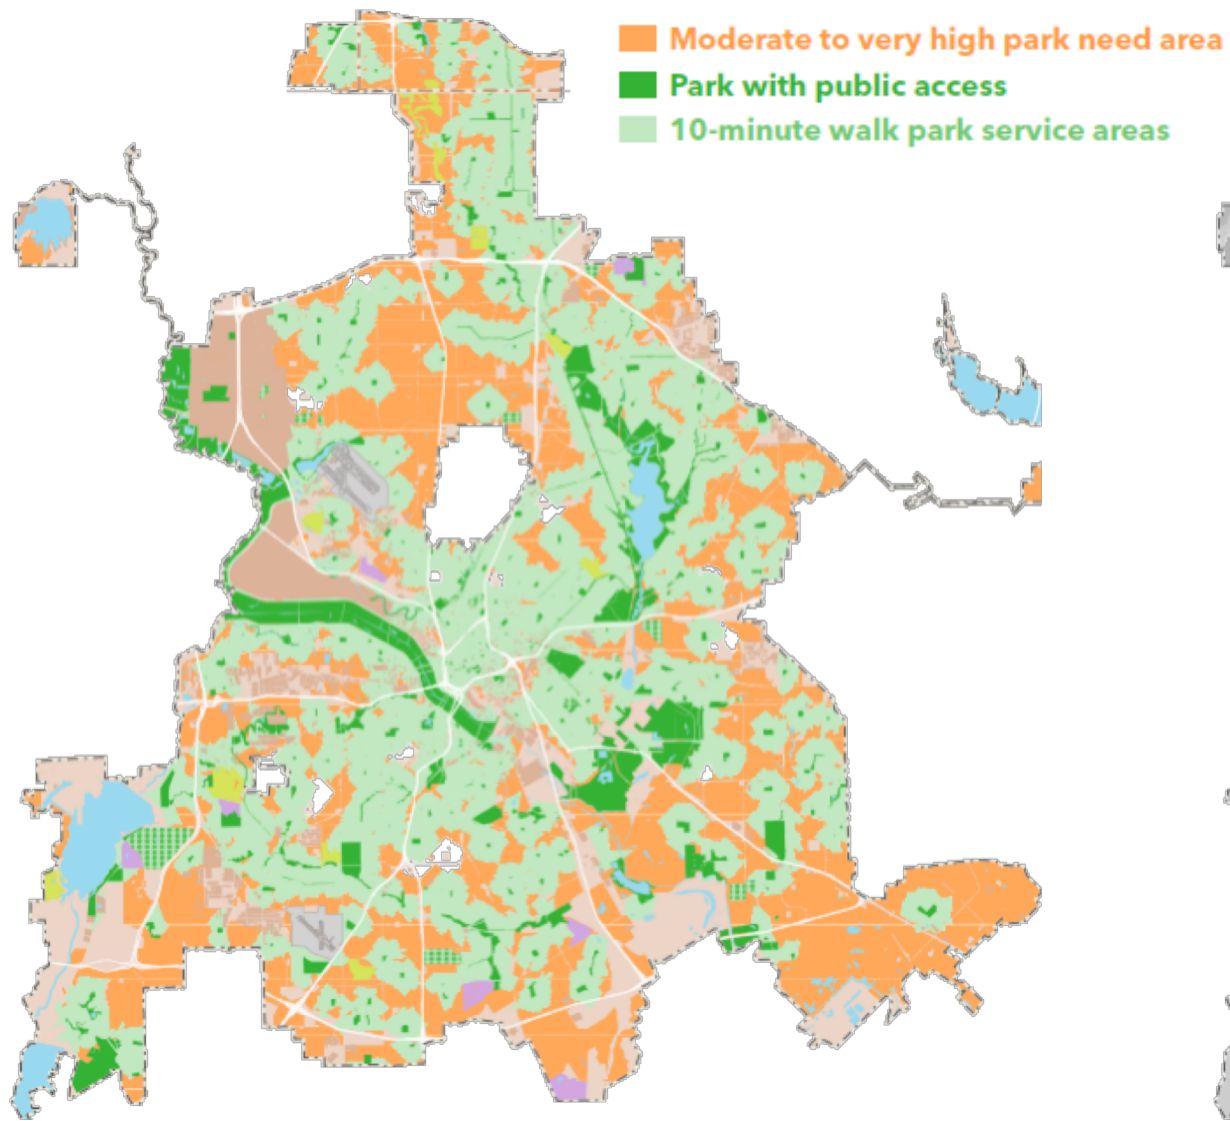 Moderate to very high park need area
Park with public access
10-minute walk park service areas